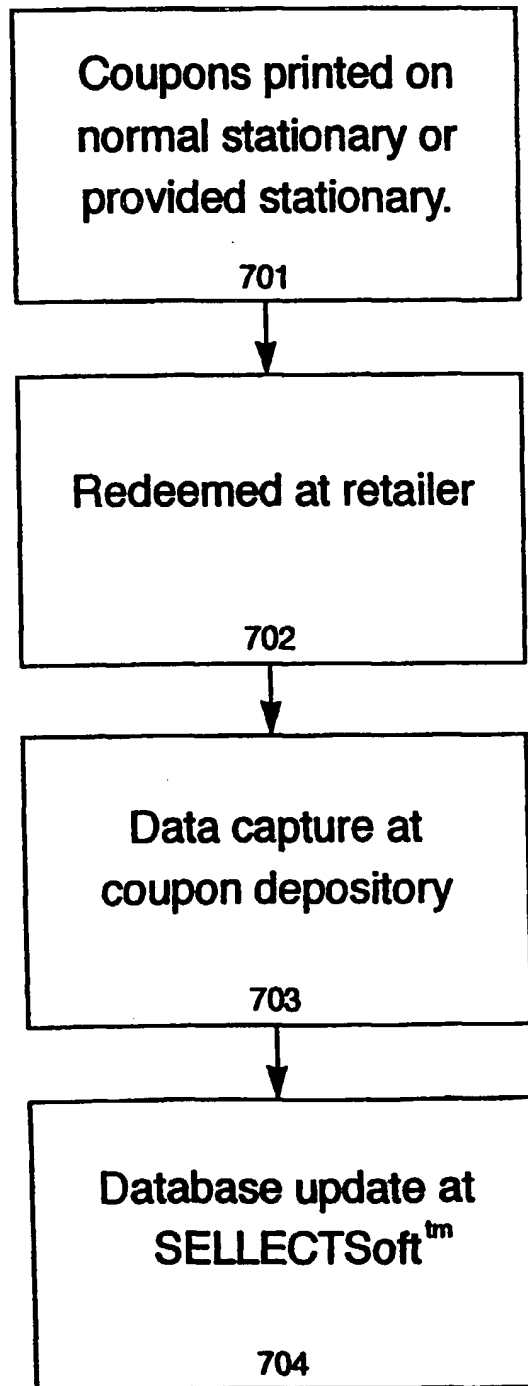 Coupons printed on
normal stationary or
provided stationary.
701
Redeemed at retailer
702
Data capture at
coupon depository
703
Database update at
SELLECTSoft™
704